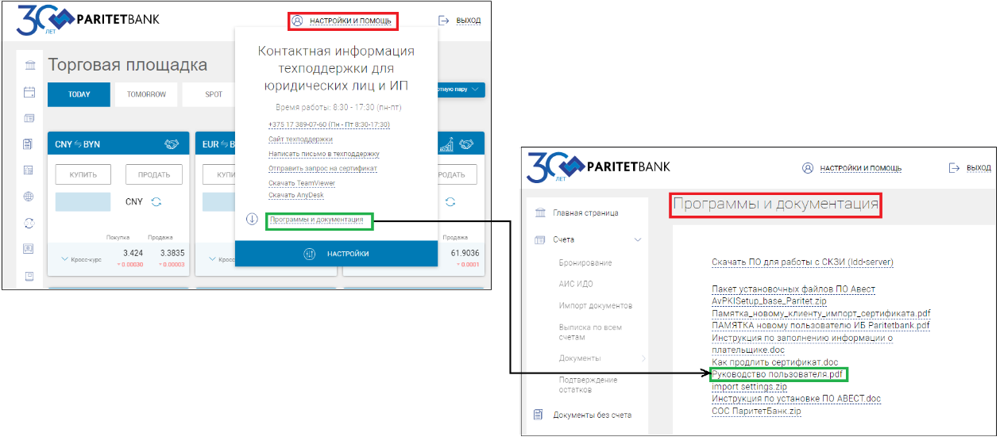 30 ЛЕТ PARITETBANK
НАСТРОЙКИ И ПОМОЩЬ
ВЫХОД
Торговая площадка
TODAY
TOMORROW
SPOT
CNY BYN
КУПИТЬ
ПРОДАТЬ
CNY
Покупка Продажа
Кросс-курс
3.424 3.3835
0.00030 0.00003
EUR
Кросс-кур
Контактная информация
техподдержки для
юридических лиц и ИП
Время работы: 8:30 - 17:30 (пн-пт)
+375 17 389-07-60 (Пн - Пт 8:30-17:30)
Сайт техподдержки
Написать письмо в техподдержку
Отправить запрос на сертификат
Скачать TeamViewer
Скачать AnyDesk
Программы и документация
НАСТРОЙКИ
ртную пару
ОДАТЬ
Продажа
61.9036
0.0001
30 ЛЕТ PARITETBANK
НАСТРОЙКИ И ПОМОЩЬ
ВЫХОД
Главная страница
Счета
Бронирование
АИС ИДО
Импорт документов
Выписка по всем
счетам
Документы
Подтверждение
остатков
Документы без счета
Программы и документация
Скачать ПО для работы с СКЗИ (ldd-server)
Пакет установочных файлов ПО Авест
AvPKISetup_base_Paritet.zip
Памятка_новому_клиенту_импорт_сертификата.pdf
ПАМЯТКА новому пользователю ИБ Paritetbank.pdf
Инструкция по заполнению информации о
плательщике.doc
Как продлить сертификат.doc
Руководство пользователя.pdf
import settings.zip
Инструкция по установке ПО АВЕСТ.doc
СОС ПаритетБанк.zip